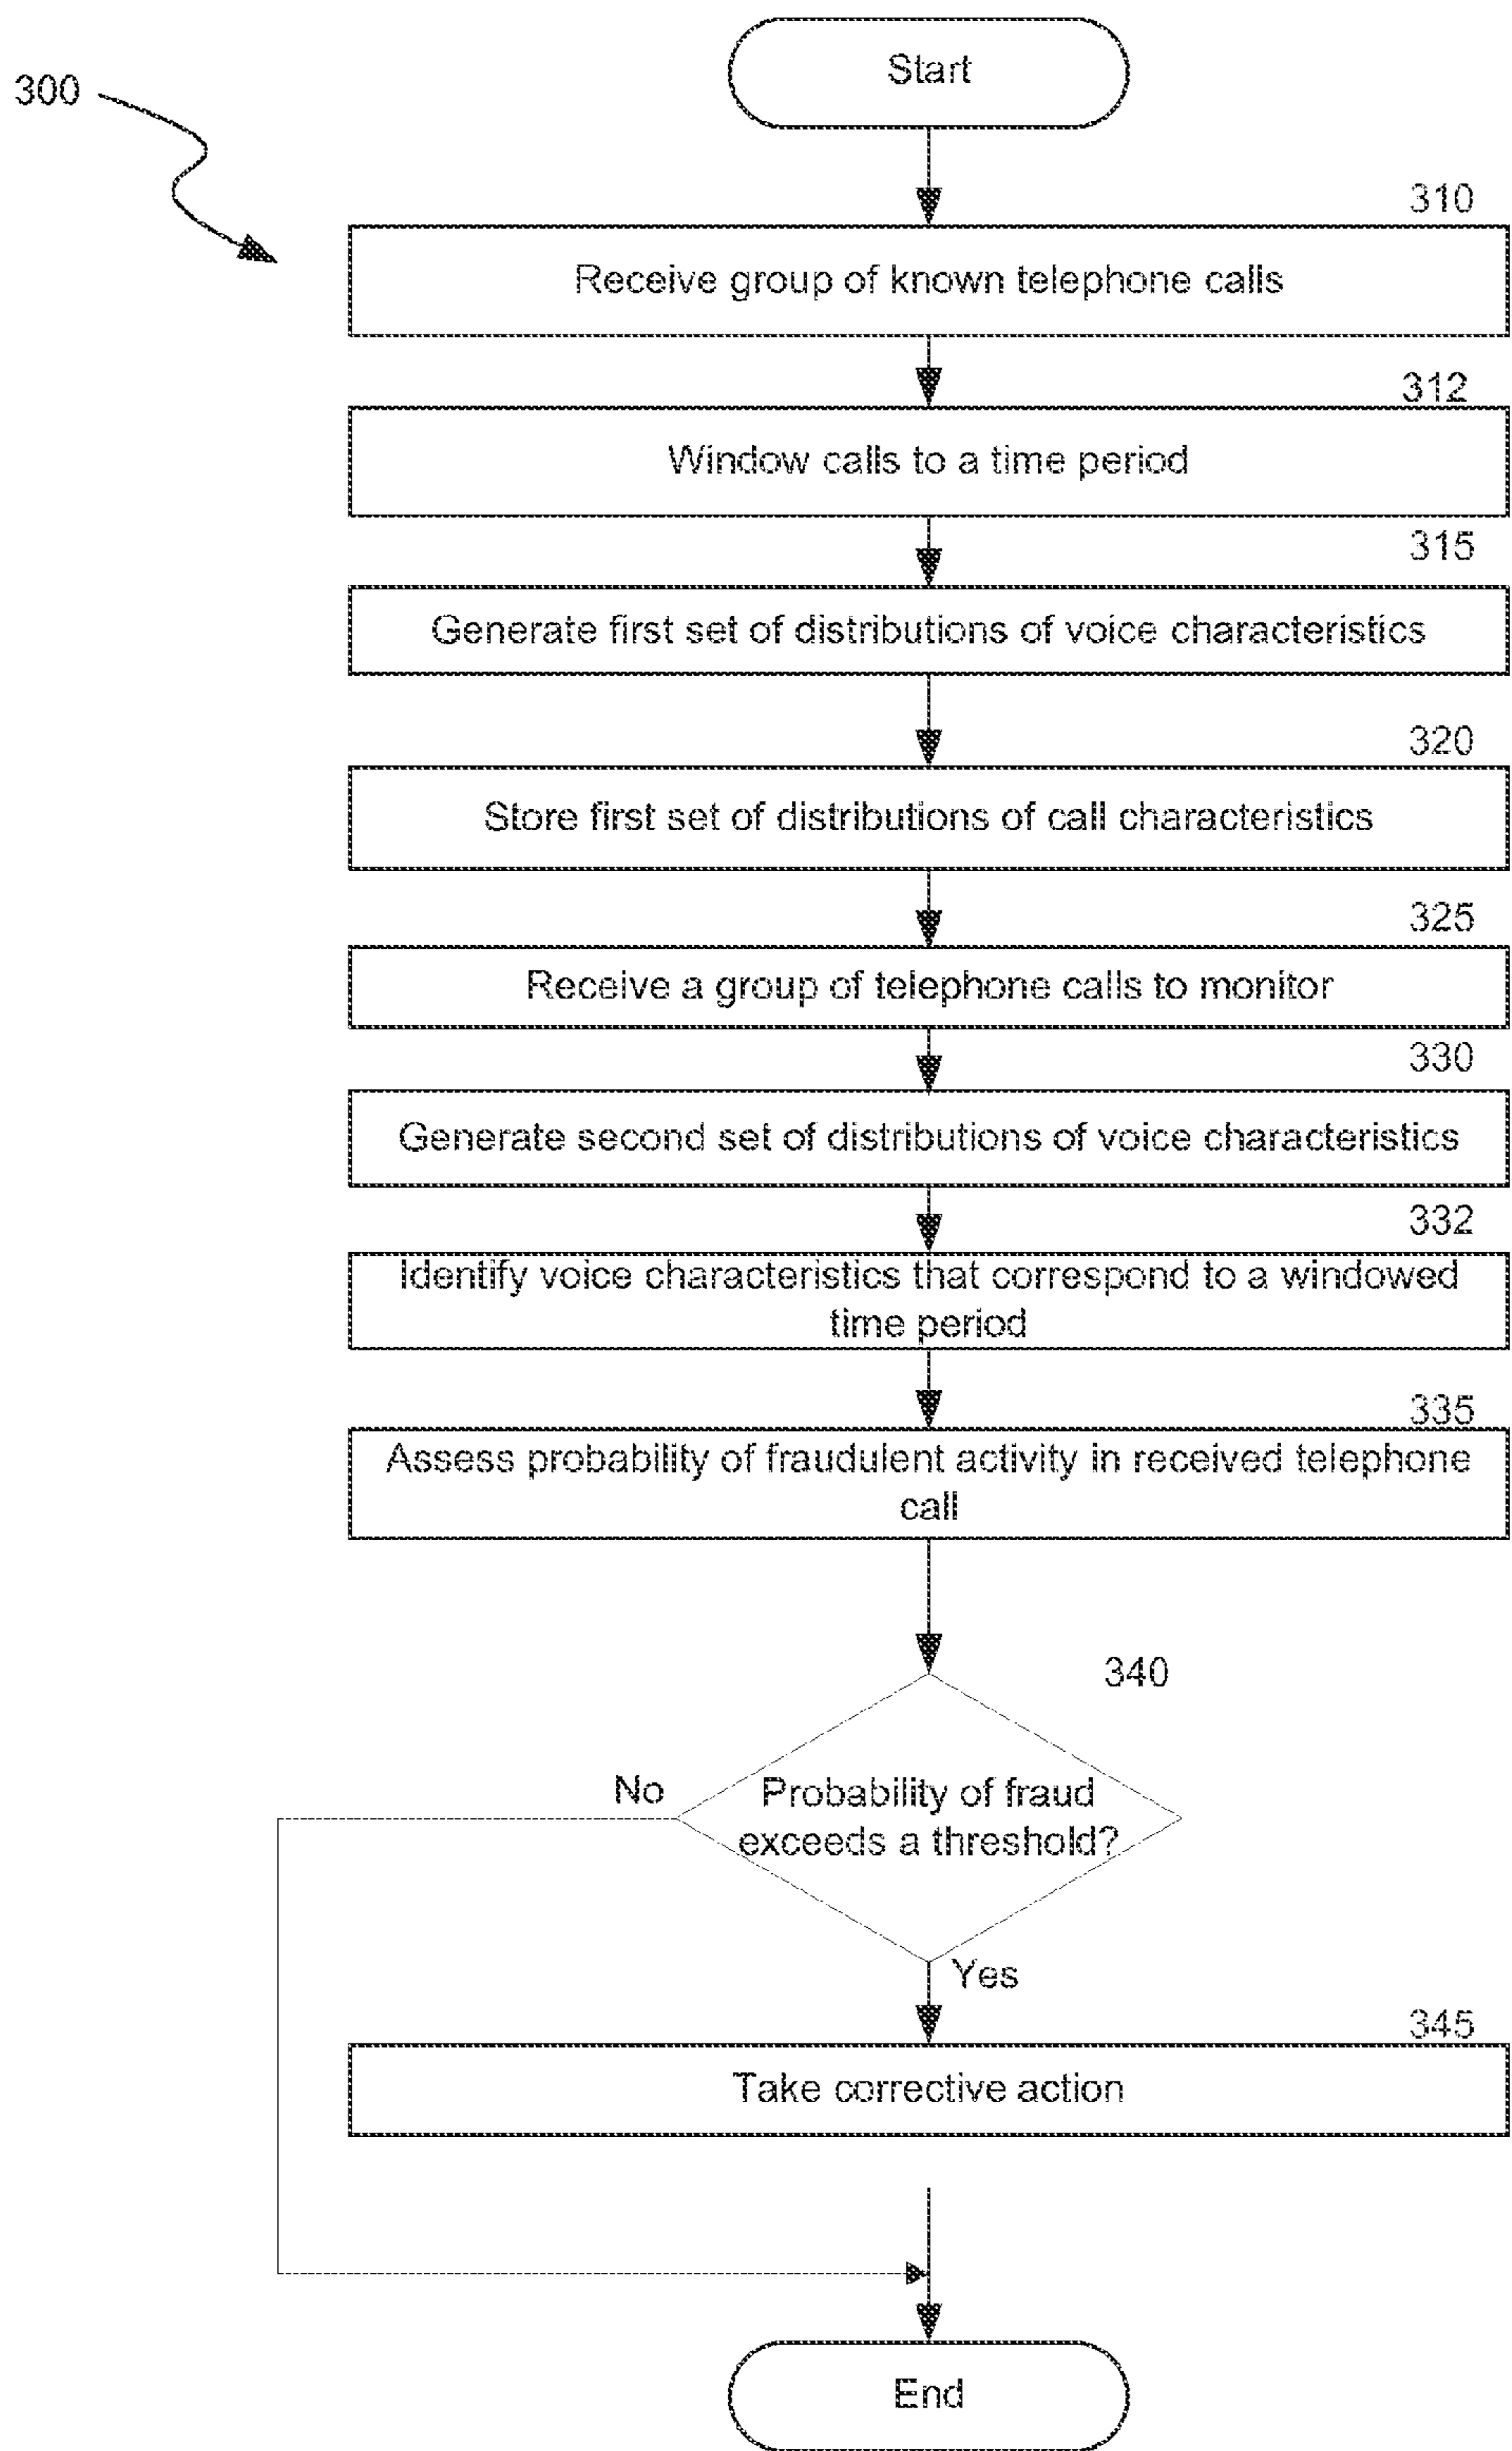 Start
300
310
Receive group of known telephone calls
312
Window calls to a time period
315
Generate first set of distributions of voice characteristics
320
Store first set of distributions of call characteristics
325
Receive a group of telephone calls to monitor
330
Generate second set of distributions of voice characteristics
332
Identify voice characteristics that correspond to a windowed
time period
335
Assess probability of fraudulent activity in received telephone
call
340
No
Probability of fraud
exceeds a threshold?
Yes
345
Take corrective action
End